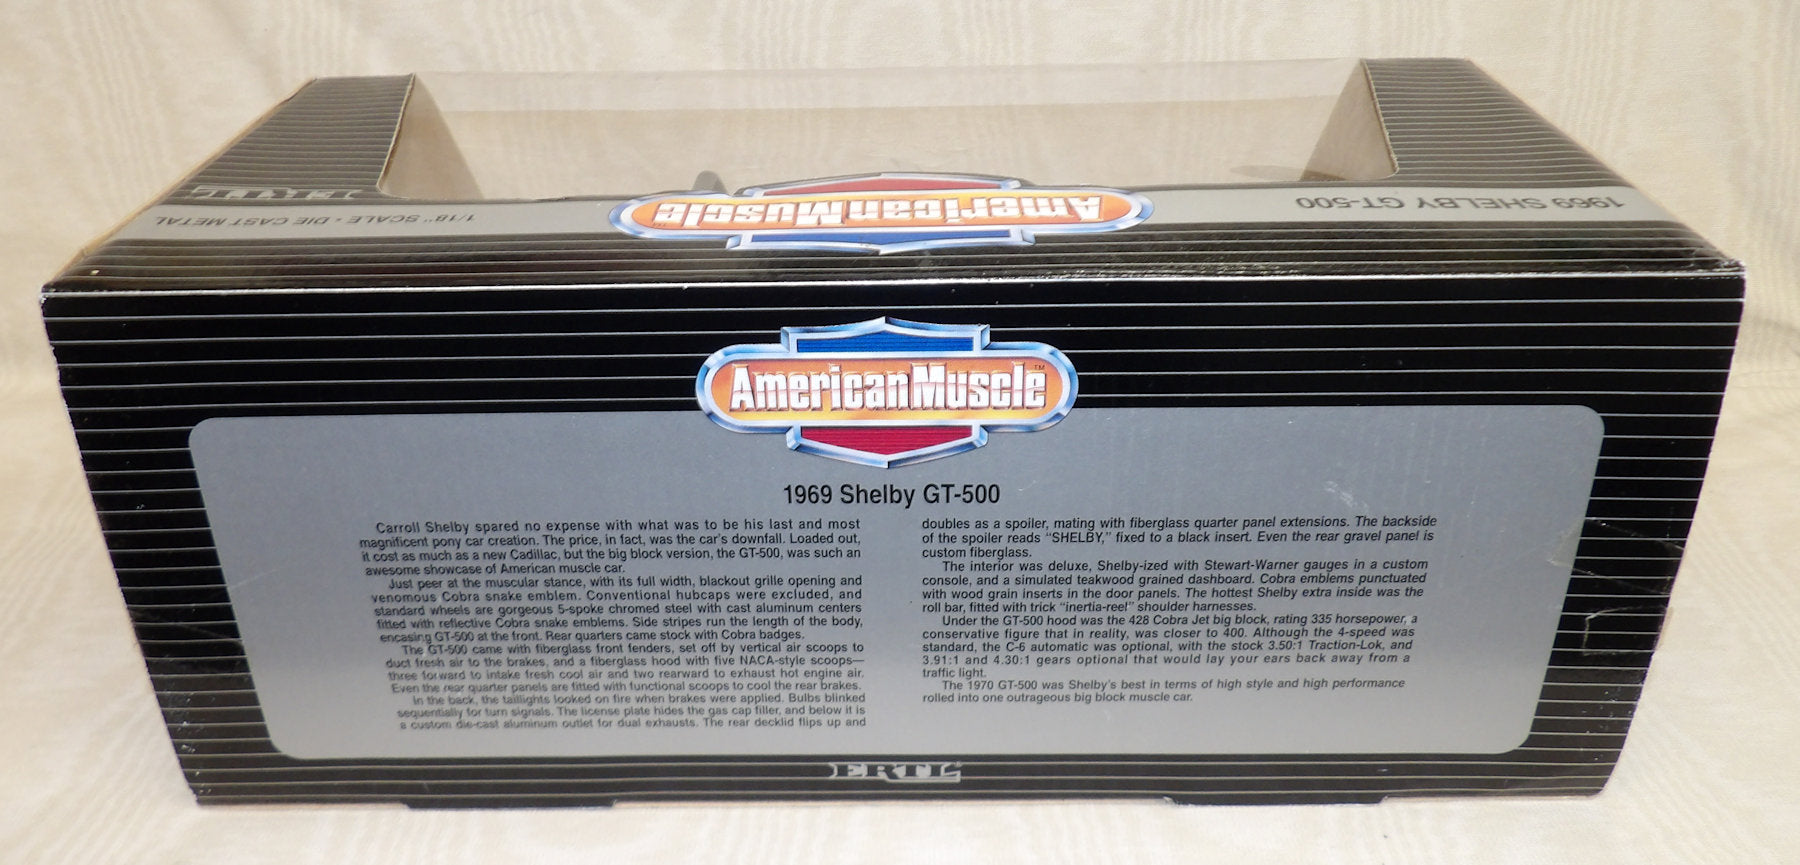 ERTL
1/18" SCALE • DIE CAST METAL
AmericanMuscle™
1969 SHELBY GT-500
AmericanMuscle™
1969 Shelby GT-500
Carroll Shelby spared no expense with what was to be his last and most
magnificent pony car creation. The price, in fact, was the car's downfall. Loaded out,
it cost as much as a new Cadillac, but the big block version, the GT-500, was such an
awesome showcase of American muscle car.
Just peer at the muscular stance, with its full width, blackout grille opening and
venomous Cobra snake emblem. Conventional hubcaps were excluded, and
standard wheels are gorgeous 5-spoke chromed steel with cast aluminum centers
fitted with reflective Cobra snake emblems. Side stripes run the length of the body,
encasing GT-500 at the front. Rear quarters came stock with Cobra badges.
The GT-500 came with fiberglass front fenders, set off by vertical air scoops to
duct fresh air to the brakes, and a fiberglass hood with five NACA-style scoops—
three forward to intake fresh cool air and two rearward to exhaust hot engine air.
Even the rear quarter panels are fitted with functional scoops to cool the rear brakes.
In the back, the taillights looked on fire when brakes were applied. Bulbs blinked
sequentially for turn signals. The license plate hides the gas cap filler, and below it is
a custom die-cast aluminum outlet for dual exhausts. The rear decklid flips up and
doubles as a spoiler, mating with fiberglass quarter panel extensions. The backside
of the spoiler reads "SHELBY," fixed to a black insert. Even the rear gravel panel is
custom fiberglass.
The interior was deluxe, Shelby-ized with Stewart-Warner gauges in a custom
console, and a simulated teakwood grained dashboard. Cobra emblems punctuated
with wood grain inserts in the door panels. The hottest Shelby extra inside was the
roll bar, fitted with trick "inertia-reel" shoulder harnesses.
Under the GT-500 hood was the 428 Cobra Jet big block, rating 335 horsepower, a
conservative figure that in reality, was closer to 400. Although the 4-speed was
standard, the C-6 automatic was optional, with the stock 3.50:1 Traction-Lok, and
3.91:1 and 4.30:1 gears optional that would lay your ears back away from a
traffic light.
The 1970 GT-500 was Shelby's best in terms of high style and high performance
rolled into one outrageous big block muscle car.
ERTL